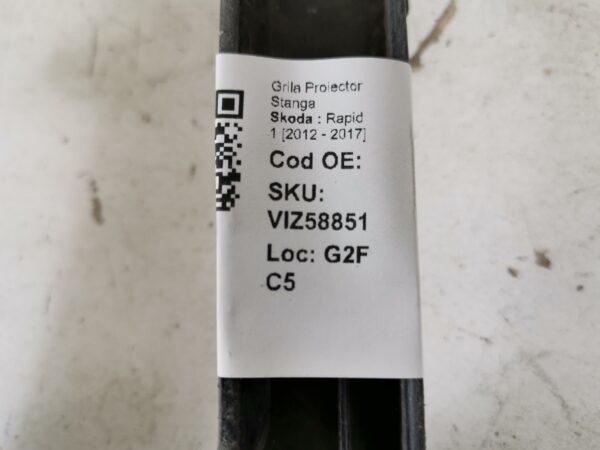 Grila Proiector
Stanga
Skoda : Rapid
1 [2012 - 2017]
Cod OE:
SKU:
VIZ58851
Loc: G2F
C5